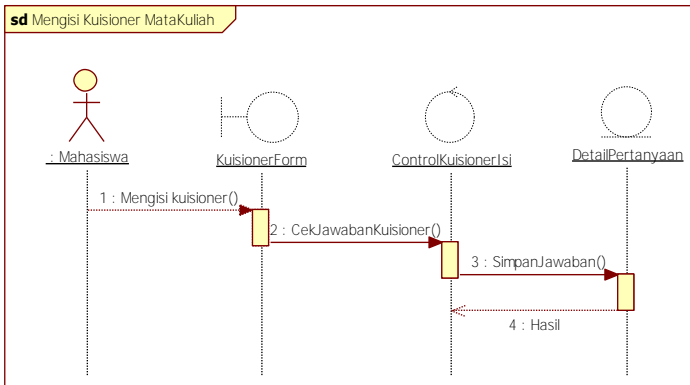 sd Mengisi Kuisioner MataKuliah
: Mahasiswa
KuisionerForm
ControlKuisionerIsi
DetailPertanyaan
1 : Mengisi kuisioner()
2 : CekJawabanKuisioner()
3 : SimpanJawaban()
4 : Hasil